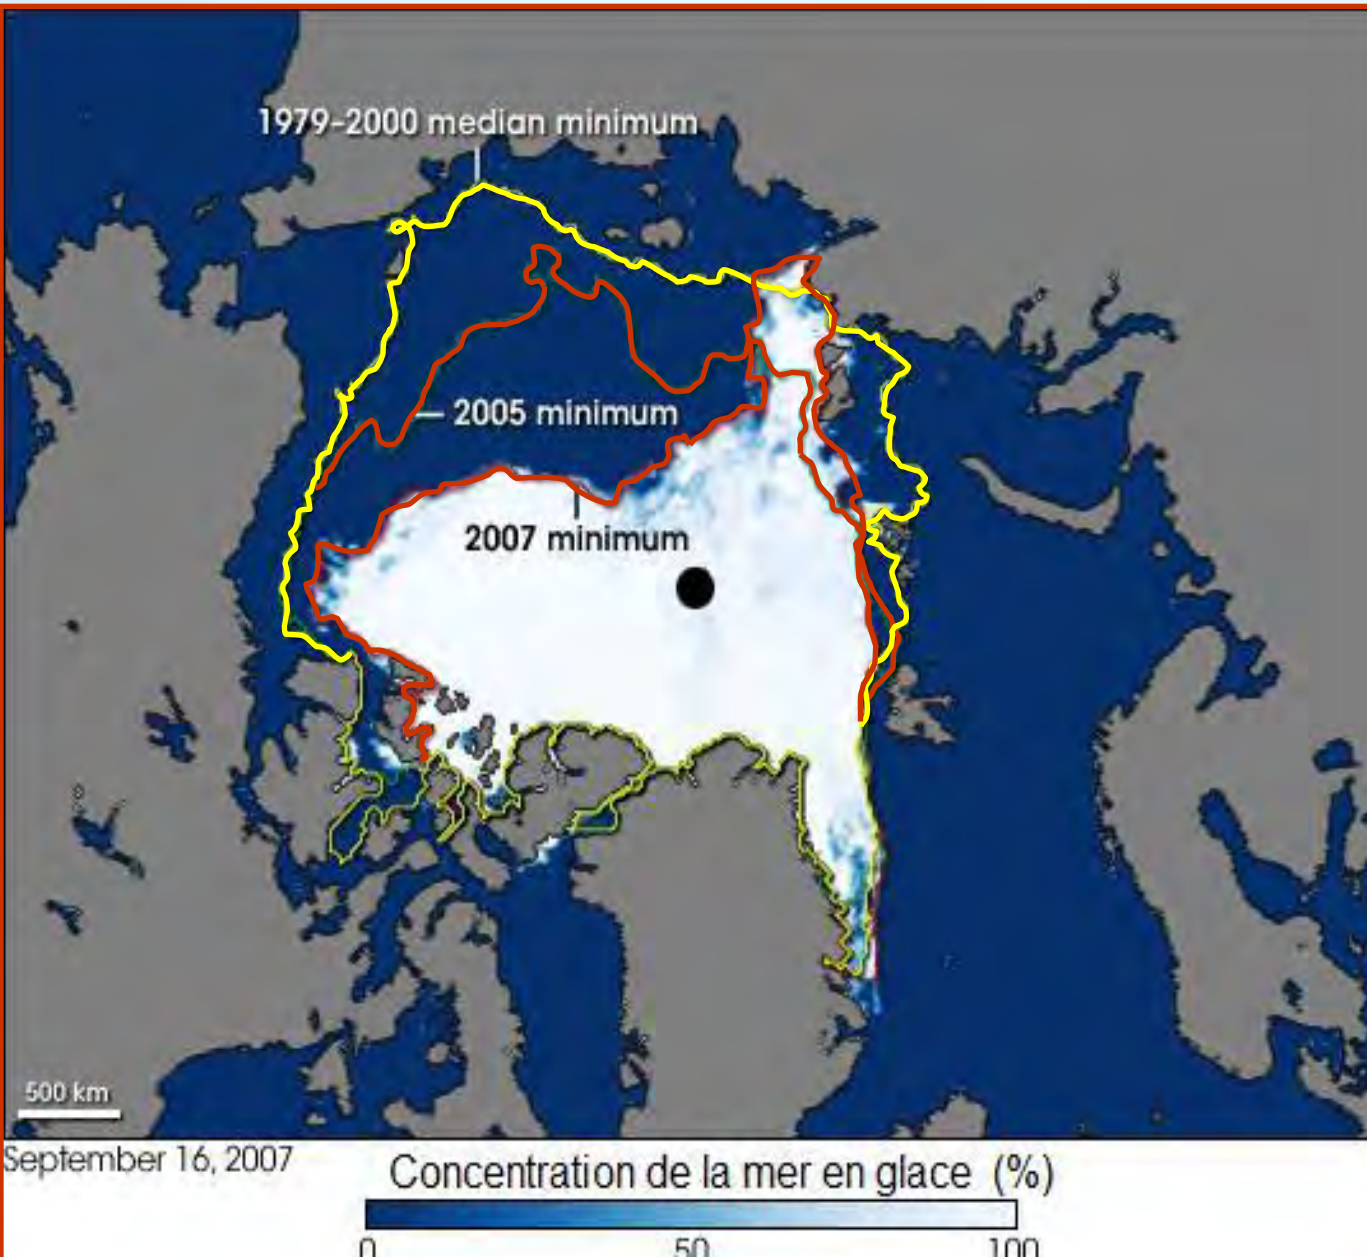 1979-2000 median minimum
2005 minimum
2007 minimum
500 km
September 16, 2007
Concentration de la mer en glace (%)
0 50 100